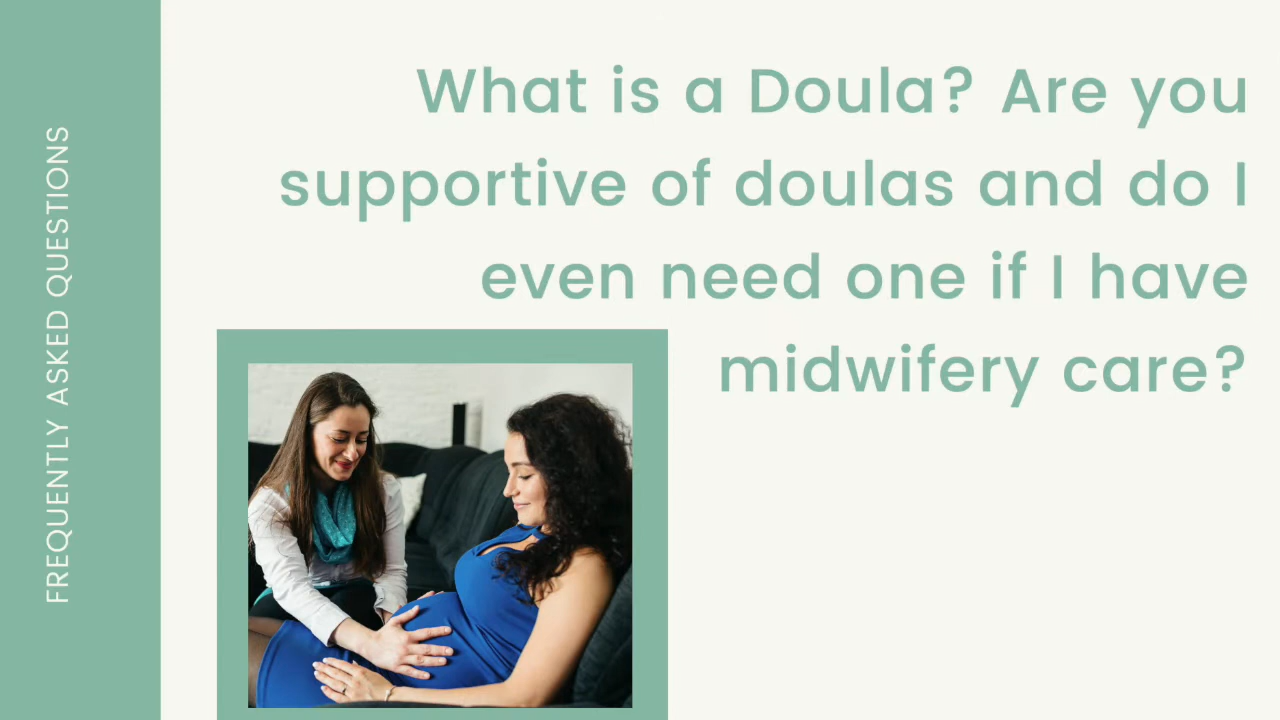 FREQUENTLY ASKED QUESTIONS
What is a Doula? Are you
supportive of doulas and do I
even need one if I have
midwifery care?